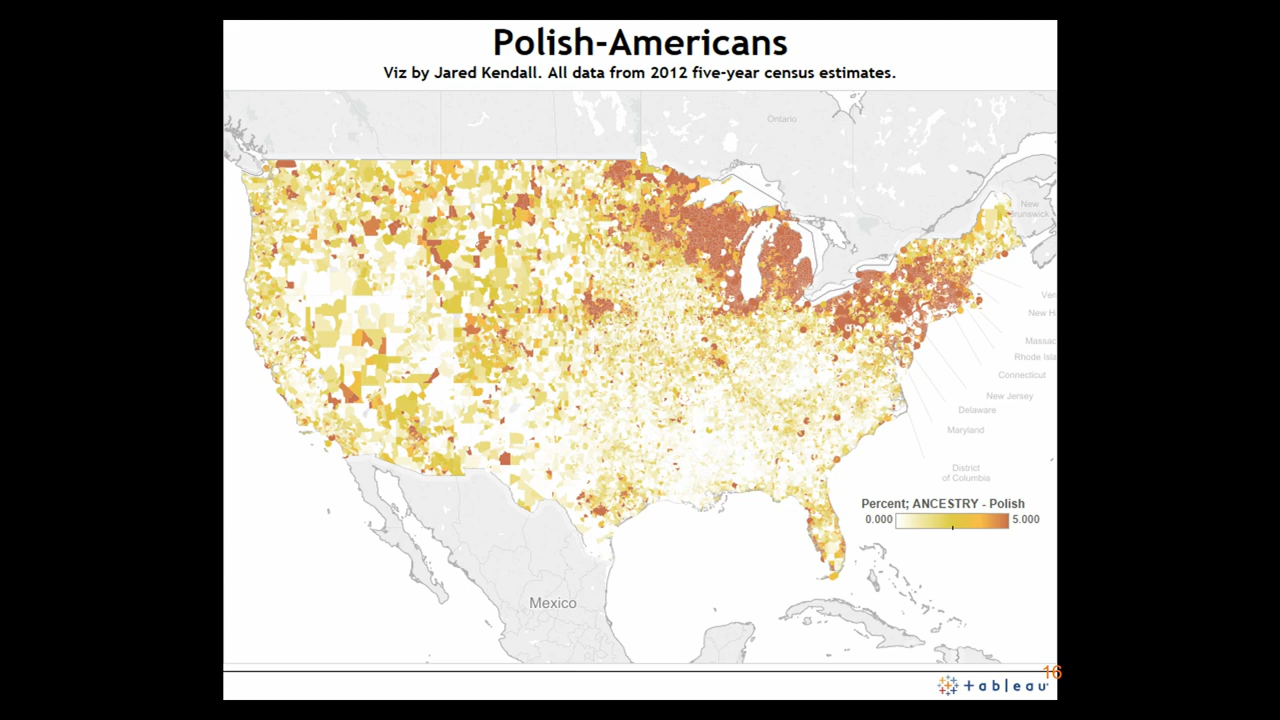 Polish-Americans
Viz by Jared Kendall. All data from 2012 five-year census estimates.
Ontario
New
Brunswick
Ver
New H
Massac
Rhode Isla
Connecticut
New Jersey
Delaware
Maryland
District
of Columbia
Percent; ANCESTRY - Polish
0.000
5.000
Mexico
16
+ableau